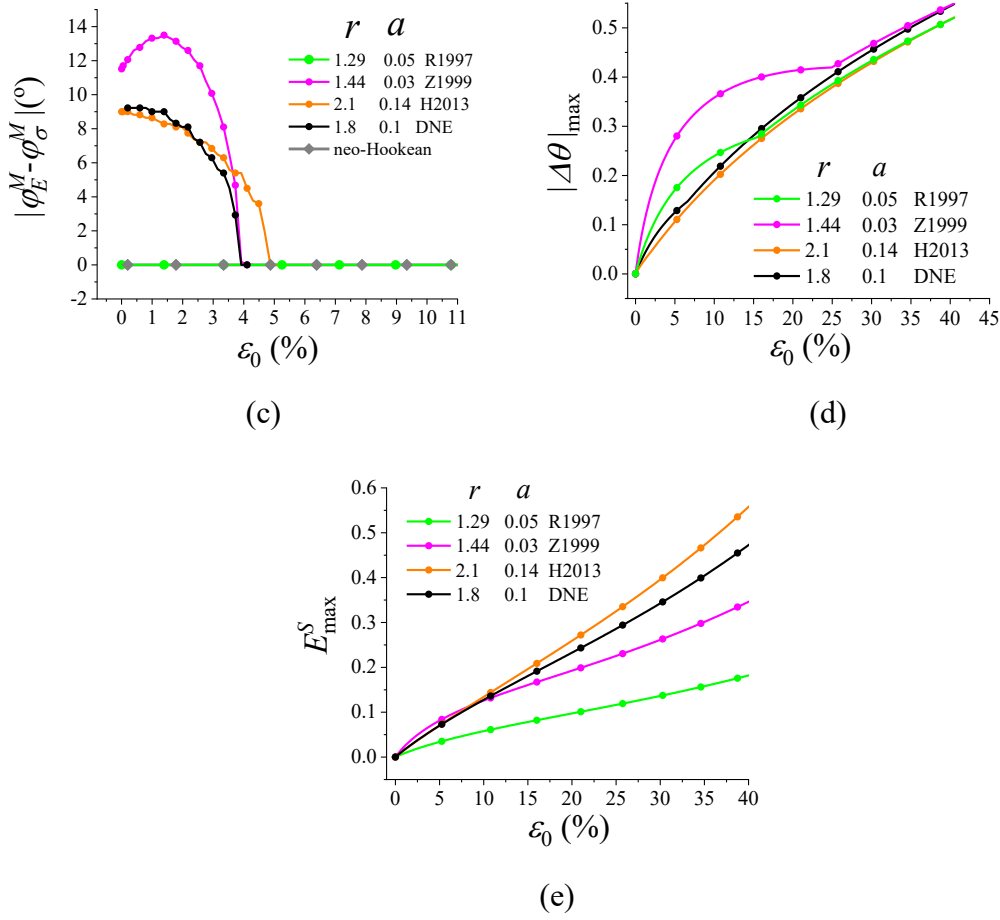 |φ_E^M-φ_σ^M|(º)
14
12
10
8
6
4
2
0
-2
r a
1.29 0.05 R1997
1.44 0.03 Z1999
2.1 0.14 H2013
1.8 0.1 DNE
neo-Hookean
0 1 2 3 4 5 6 7 8 9 10 11
ε₀ (%)
(c)
|Δθ|_max
0.5
0.4
0.3
0.2
0.1
0.0
r a
1.29 0.05 R1997
1.44 0.03 Z1999
2.1 0.14 H2013
1.8 0.1 DNE
0 5 10 15 20 25 30 35 40 45
ε₀ (%)
(d)
E^S_max
0.6
0.5
0.4
0.3
0.2
0.1
0.0
r a
1.29 0.05 R1997
1.44 0.03 Z1999
2.1 0.14 H2013
1.8 0.1 DNE
0 5 10 15 20 25 30 35 40
ε₀ (%)
(e)